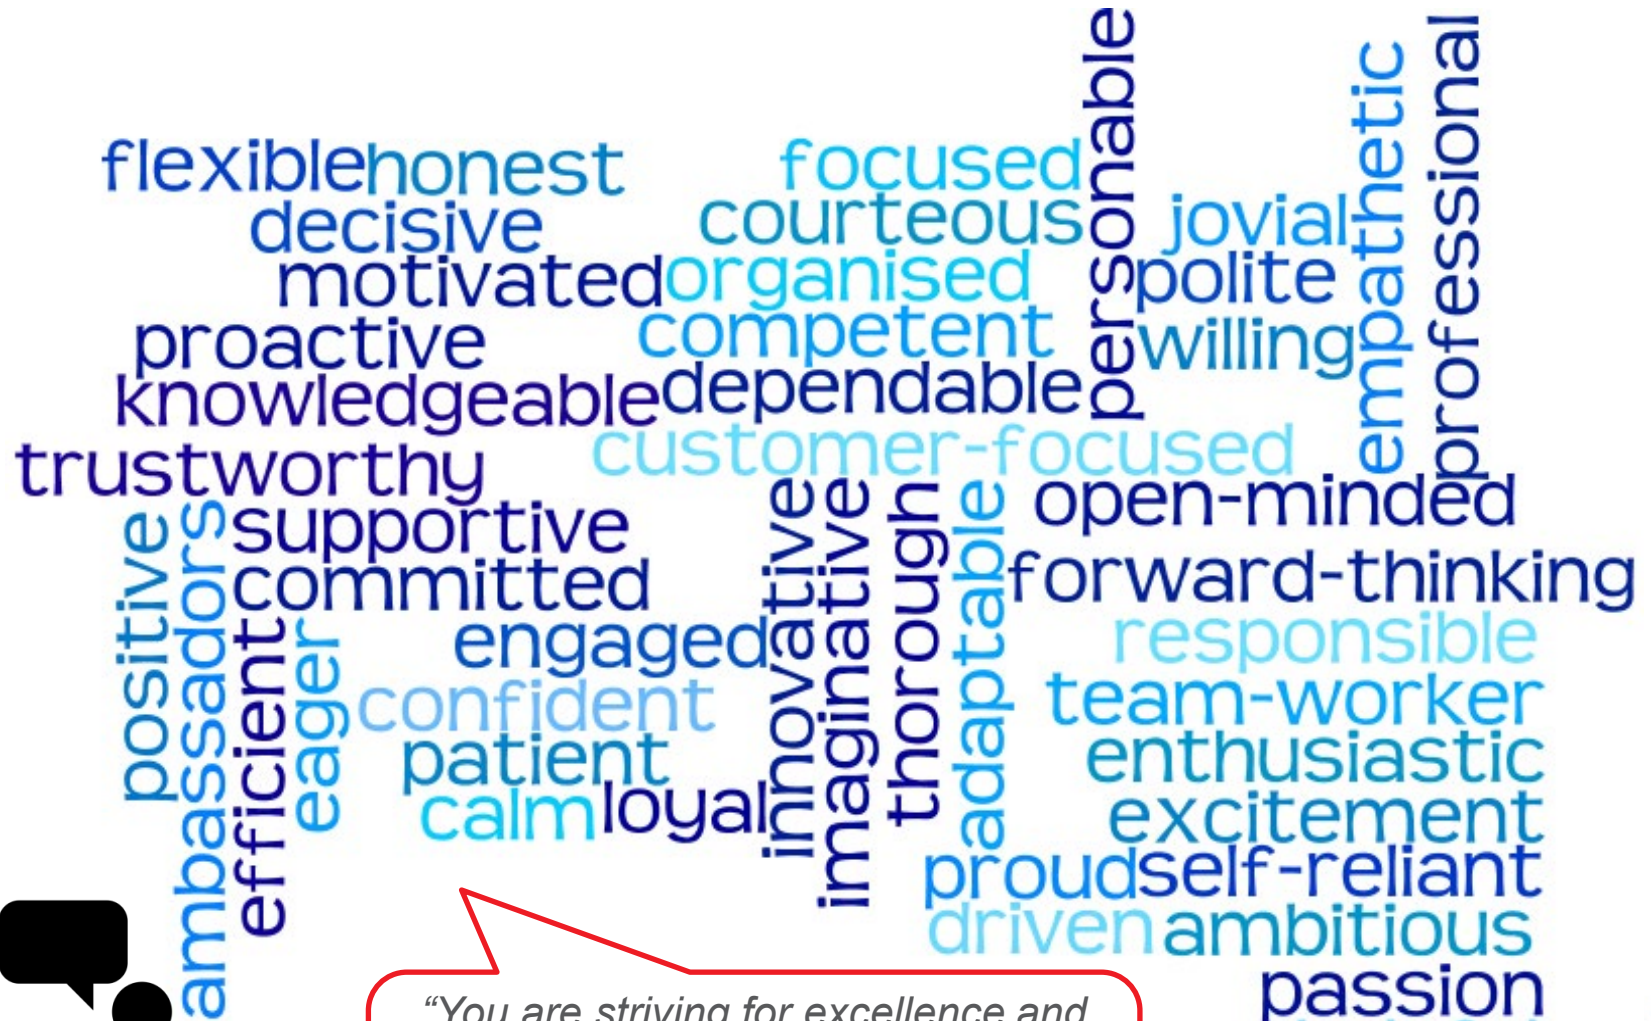 personable
empathetic
professional
flexible honest
focused
decisive
courteous
jovial
motivated organised
polite
proactive
competent
willing
knowledgeable dependable
customer-focused
trustworthy
open-minded
positive
ambassadors
supportive
innovative
imaginative
thorough
adaptable
committed
forward-thinking
efficient
eager
engaged
responsible
confident
team-worker
patient
enthusiastic
calm loyal
excitement
proud self-reliant
driven ambitious
passion
“You are striving for excellence and